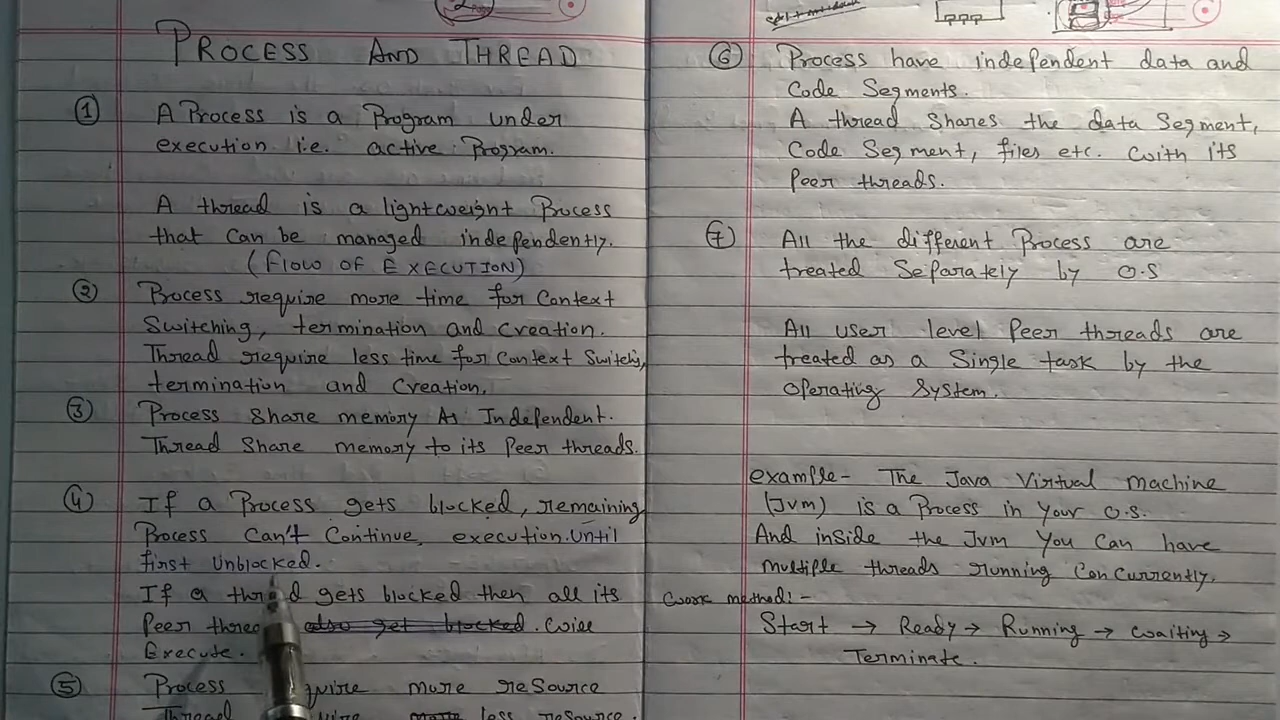 PROCESS AND THREAD
① A Process is a Program under
execution i.e. active Program.
A thread is a lightweight Process
that can be managed independently.
(Flow of EXECUTION)
② Process require more time for Context
Switching, termination and creation.
Thread require less time for Context Switch,
termination and Creation.
③ Process Share memory As Independent.
Thread Share memory to its Peer threads.
④ If a Process gets blocked, remaining
Process Can't Continue, execution. Until
first Unblocked.
If a thread gets blocked then all its
Peer also get blocked. will
Execute.
⑤ Process more resource
Thread less resource.
⑥ Process have independent data and
Code Segments.
A thread Shares the data Segment,
Code Segment, files etc. with its
Peer threads.
⑦ All the different Process are
treated Separately by O.S
All user level Peer threads are
treated as a Single task by the
Operating System.
example- The Java Virtual machine
(Jvm) is a Process in your O.S.
And inside the Jvm You Can have
multiple threads running Concurrently.
Work method:-
Start → Ready → Running → waiting →
Terminate.